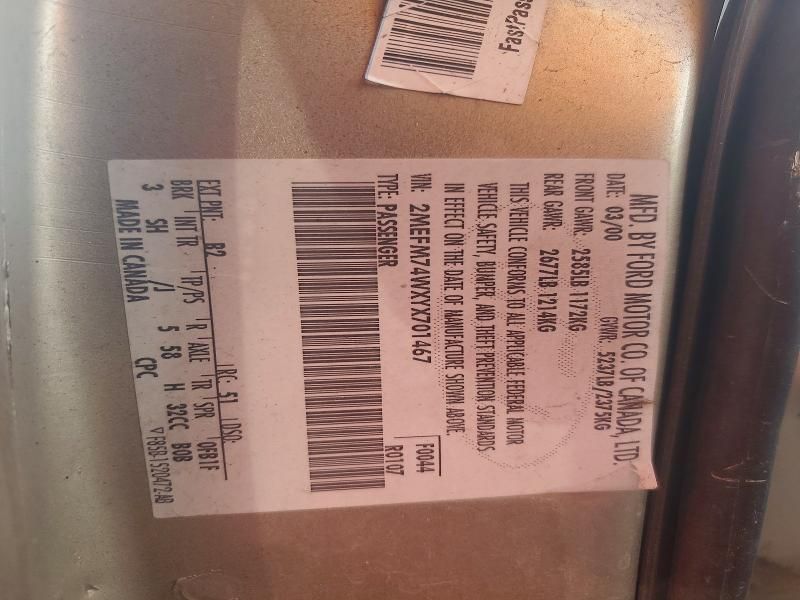 FastPass
MFD. BY FORD MOTOR CO. OF CANADA, LTD.
DATE: 03/00 GVWR: 5237LB/2375KG
FRONT GAWR: 2585LB 1172KG
REAR GAWR: 2677LB 1214KG
THIS VEHICLE CONFORMS TO ALL APPLICABLE FEDERAL MOTOR
VEHICLE SAFETY, BUMPER, AND THEFT PREVENTION STANDARDS
IN EFFECT ON THE DATE OF MANUFACTURE SHOWN ABOVE.
VIN: 2MEFM74WXYX701467 F0044
TYPE: PASSENGER R0107
EXT PNT: B2 RC: 51 DSO:
BRK INT TR TP/PS R AXLE TR SPR 0FB1F
3 SH /J 5 58 H 32CC B0B
MADE IN CANADA CPC